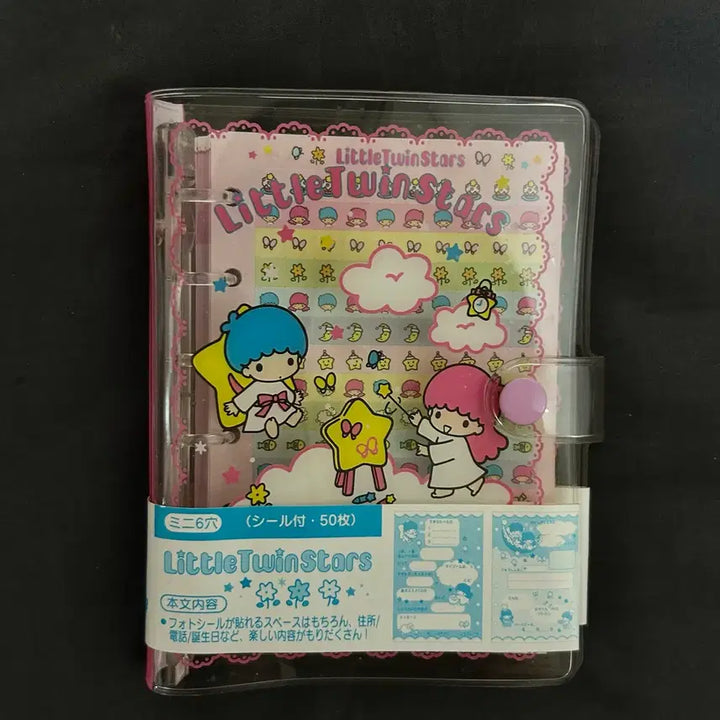 LittleTwinStars
LittleTwinStars
ミニ6穴
(シール付・50枚)
LittleTwinStars
本文内容
•フォトシールが貼れるスペースはもちろん、住所/
電話/誕生日など、楽しい内容がもりだくさん!